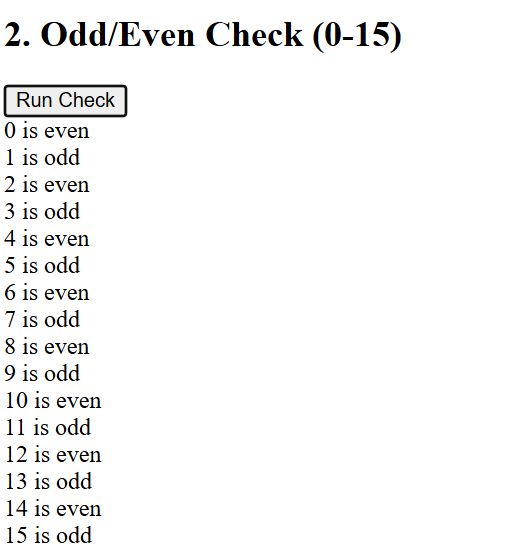 2. Odd/Even Check (0-15)
Run Check
0 is even
1 is odd
2 is even
3 is odd
4 is even
5 is odd
6 is even
7 is odd
8 is even
9 is odd
10 is even
11 is odd
12 is even
13 is odd
14 is even
15 is odd